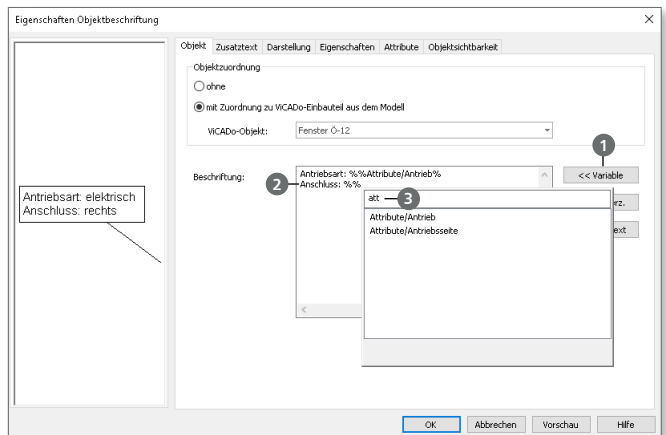 Eigenschaften Objektbeschriftung
Antriebsart: elektrisch
Anschluss: rechts
Objekt Zusatztext Darstellung Eigenschaften Attribute Objektsichtbarkeit
Objektzuordnung
ohne
mit Zuordnung zu ViCADo-Einbauteil aus dem Modell
ViCADo-Objekt: Fenster Ö-12
1
Beschriftung: Antriebsart: %%Attribute/Antrieb% << Variable
2 Anschluss: %%
att 3 rz.
Attribute/Antrieb
Attribute/Antriebsseite ext
OK Abbrechen Vorschau Hilfe